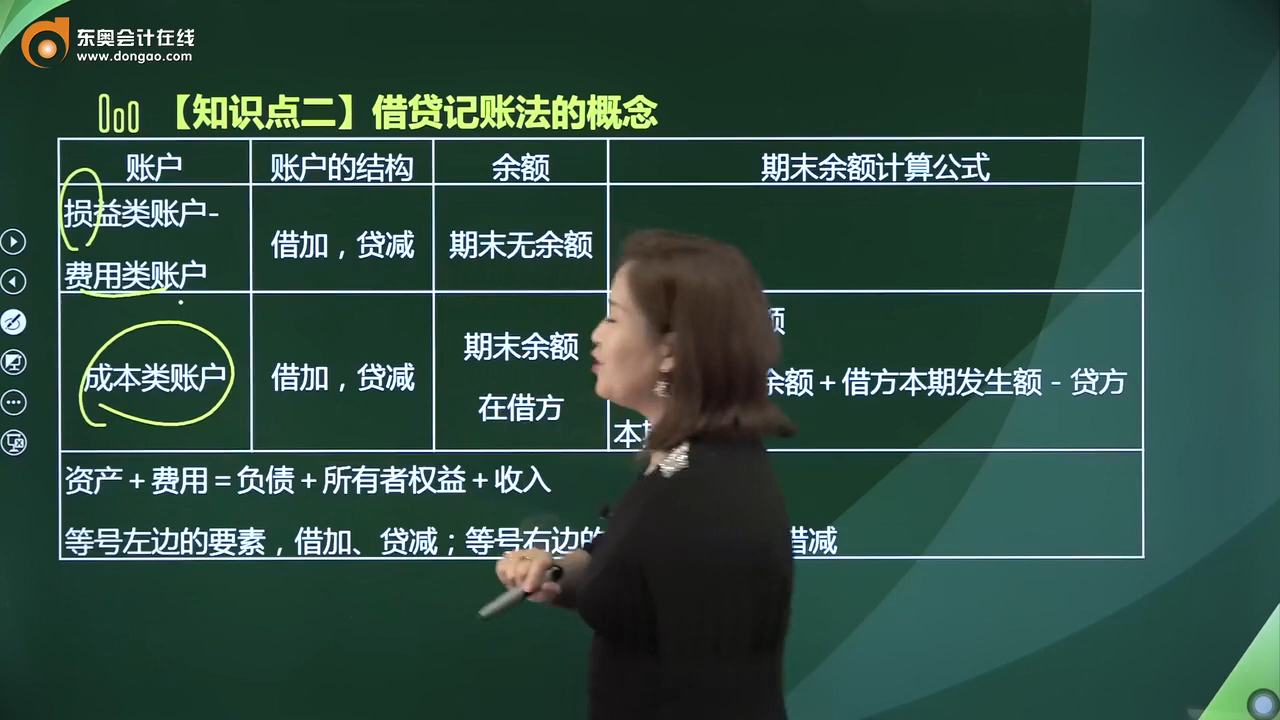 东奥会计在线
www.dongao.com
【知识点二】借贷记账法的概念
账户 账户的结构 余额 期末余额计算公式
损益类账户-
费用类账户
借加，贷减
期末无余额
成本类账户
借加，贷减
期末余额
在借方
额
余额＋借方本期发生额－贷方
本
资产＋费用＝负债＋所有者权益＋收入
等号左边的要素，借加、贷减；等号右边的
借减